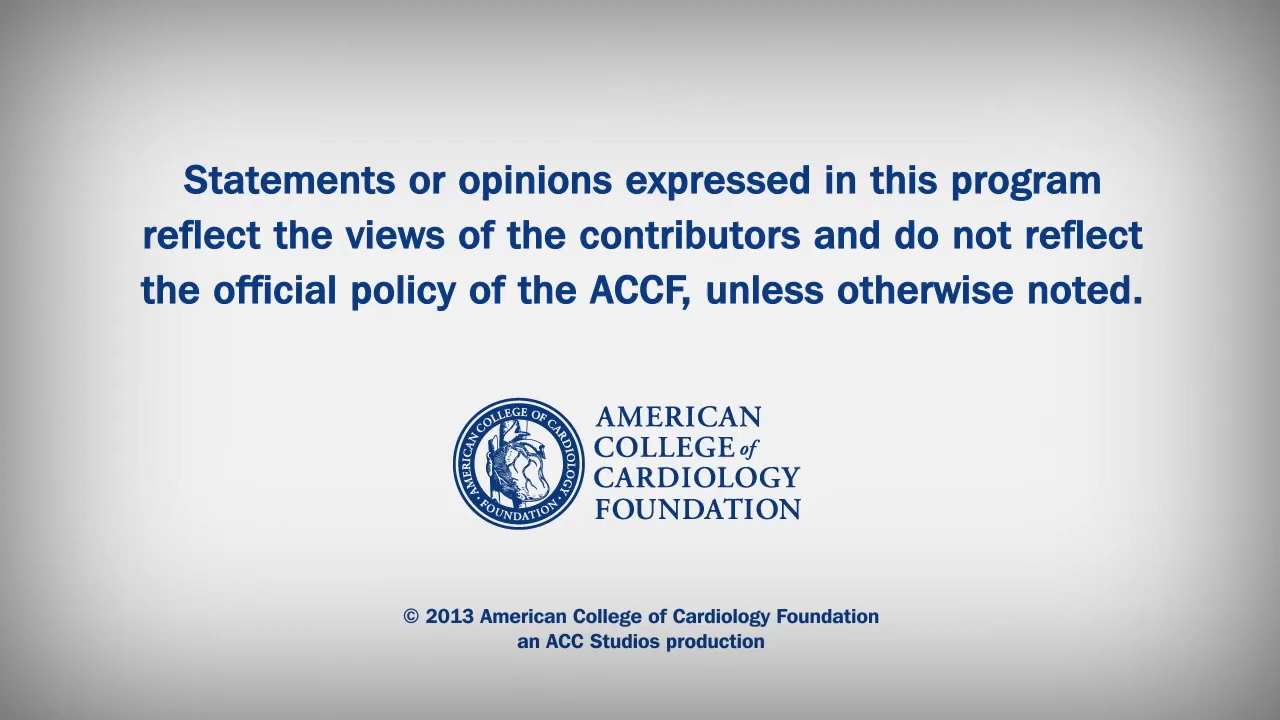 Statements or opinions expressed in this program
reflect the views of the contributors and do not reflect
the official policy of the ACCF, unless otherwise noted.
AMERICAN COLLEGE OF CARDIOLOGY
· FOUNDATION ·
AMERICAN
COLLEGE of
CARDIOLOGY
FOUNDATION
© 2013 American College of Cardiology Foundation
an ACC Studios production